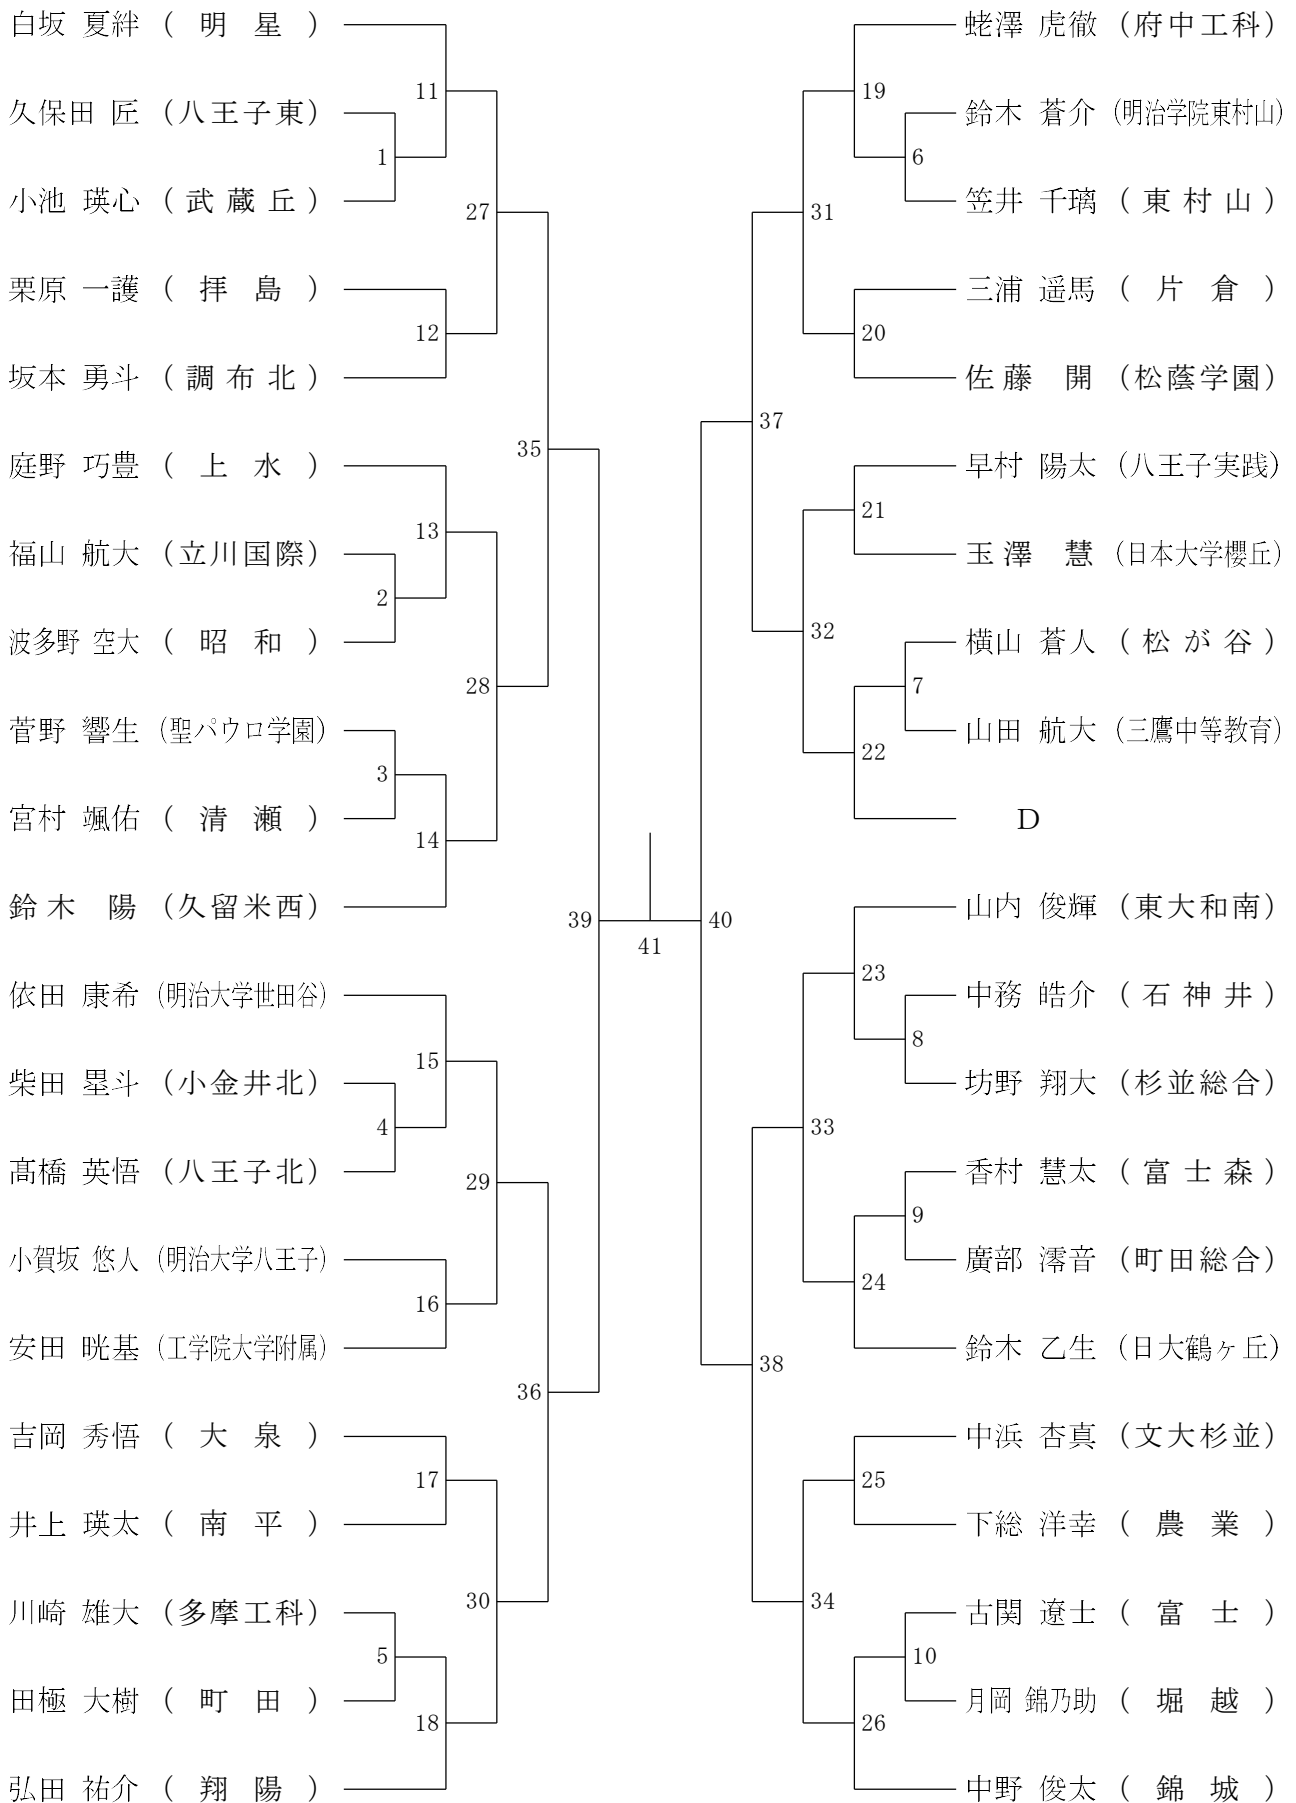 白坂 夏絆 (明星)
11
久保田 匠 (八王子東)
1
小池 瑛心 (武蔵丘)
27
栗原 一護 (拝島)
12
坂本 勇斗 (調布北)
35
庭野 巧豊 (上水)
13
福山 航大 (立川国際)
2
波多野 空大 (昭和)
28
菅野 響生 (聖パウロ学園)
3
宮村 颯佑 (清瀬)
14
鈴木 陽 (久留米西)
39
依田 康希 (明治大学世田谷)
15
柴田 塁斗 (小金井北)
4
髙橋 英悟 (八王子北)
29
小賀坂 悠人 (明治大学八王子)
16
安田 晄基 (工学院大学附属)
36
吉岡 秀悟 (大泉)
17
井上 瑛太 (南平)
30
川崎 雄大 (多摩工科)
5
田極 大樹 (町田)
18
弘田 祐介 (翔陽)
41
蛯澤 虎徹 (府中工科)
19
鈴木 蒼介 (明治学院東村山)
6
笠井 千璃 (東村山)
31
三浦 遥馬 (片倉)
20
佐藤 開 (松蔭学園)
37
早村 陽太 (八王子実践)
21
玉澤 慧 (日本大学櫻丘)
32
横山 蒼人 (松が谷)
7
山田 航大 (三鷹中等教育)
22
D
山内 俊輝 (東大和南)
40
23
中務 皓介 (石神井)
8
坊野 翔大 (杉並総合)
33
香村 慧太 (富士森)
9
廣部 澪音 (町田総合)
24
鈴木 乙生 (日大鶴ヶ丘)
38
中浜 杏真 (文大杉並)
25
下総 洋幸 (農業)
34
古関 遼士 (富士)
10
月岡 錦乃助 (堀越)
26
中野 俊太 (錦城)